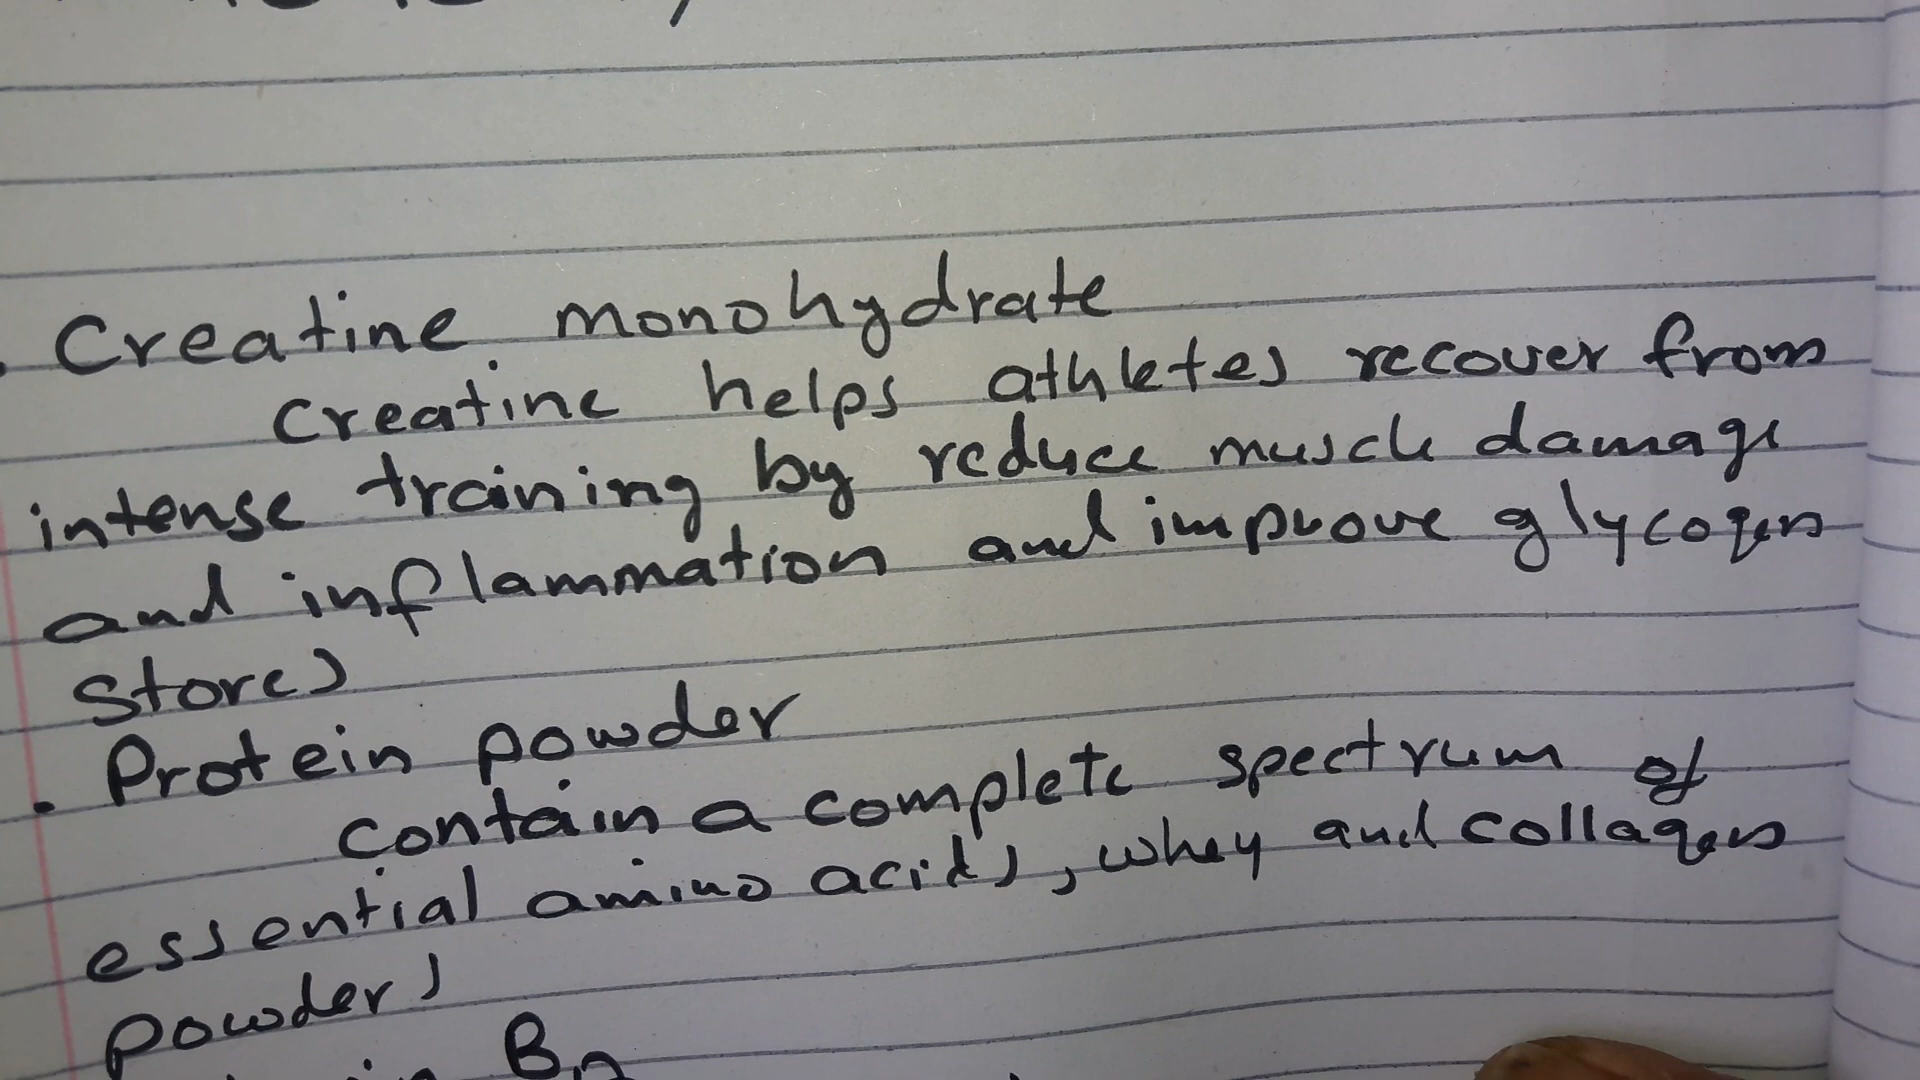 . Creatine monohydrate
Creatine helps athletes recover from
intense training by reduce muscle damage
and inflammation and improve glycogen
stores
. Protein powder
Contain a complete spectrum of
essential amino acids, whey and collagen
powders
B